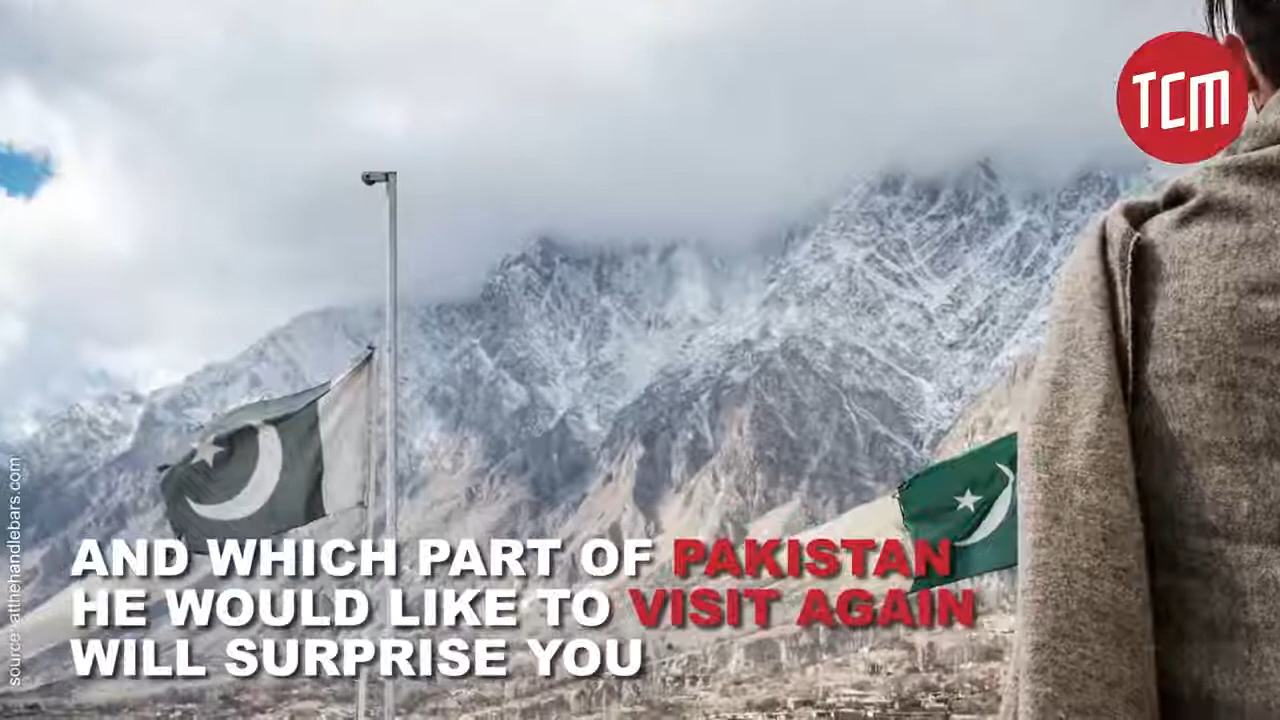 TCM
AND WHICH PART OF PAKISTAN
HE WOULD LIKE TO VISIT AGAIN
WILL SURPRISE YOU
source: atthehandlebars.com